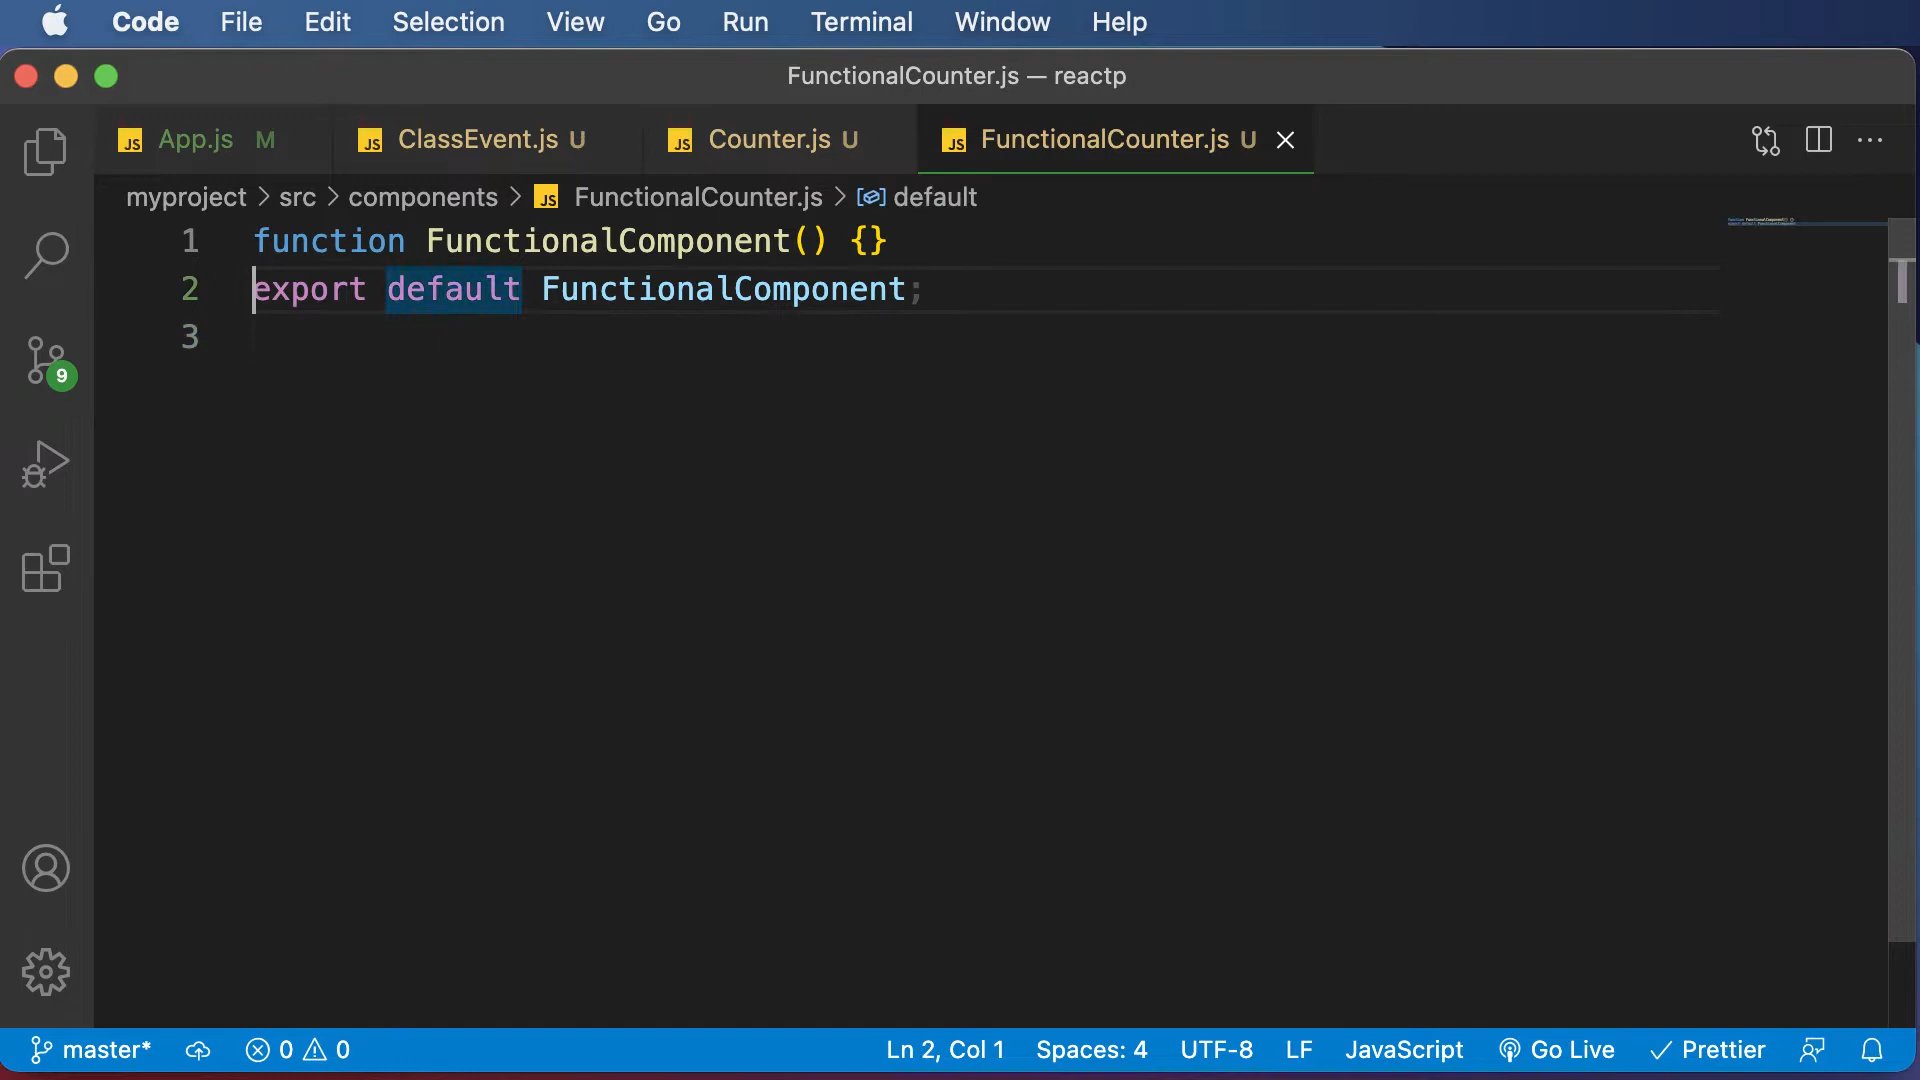 Code File Edit Selection View Go Run Terminal Window Help
FunctionalCounter.js — reactp
JS App.js M JS ClassEvent.js U JS Counter.js U JS FunctionalCounter.js U
myproject > src > components > JS FunctionalCounter.js > default
1 function FunctionalComponent() {}
2 export default FunctionalComponent;
3
9
master* 0 0 Ln 2, Col 1 Spaces: 4 UTF-8 LF JavaScript Go Live Prettier